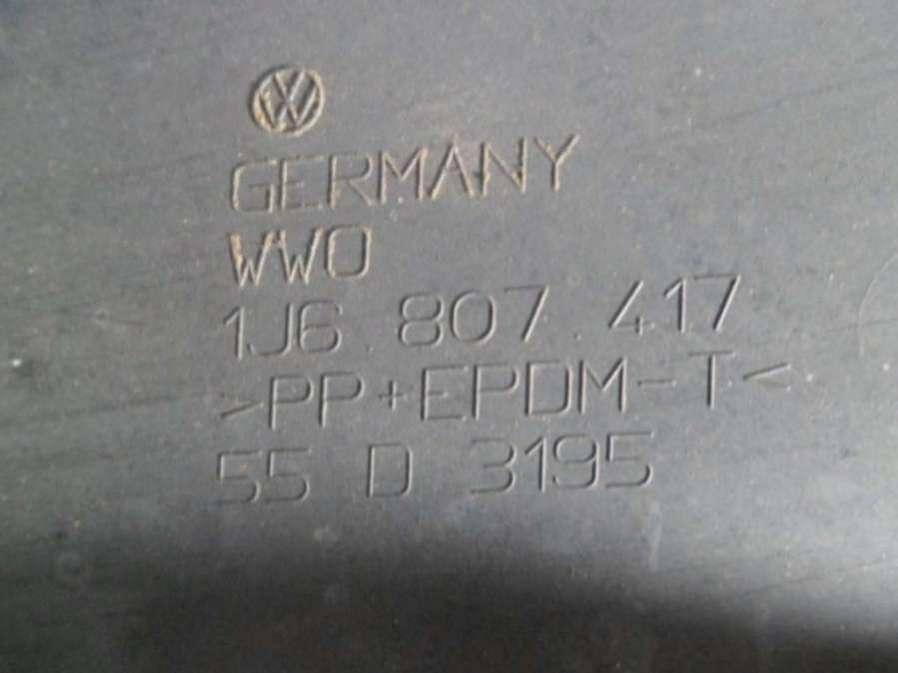 GERMANY
WWO
1J6.807.417
>PP+EPDM-T<
55 D 3195